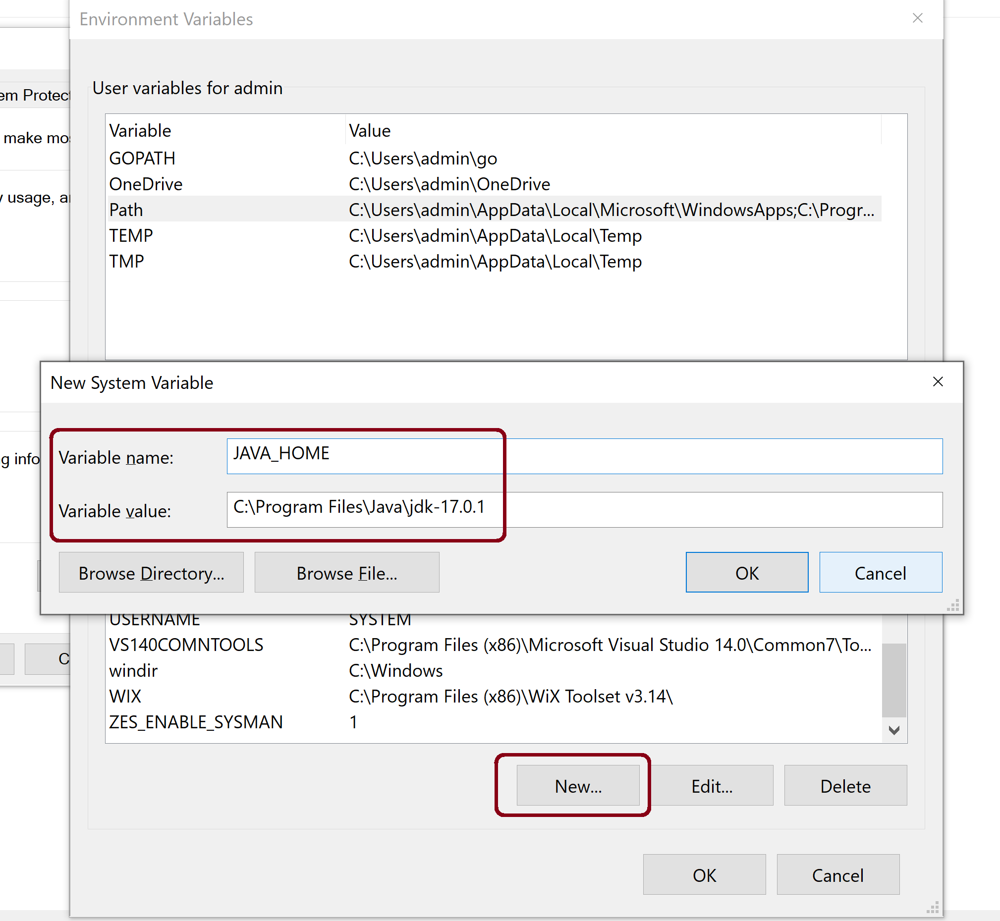 Environment Variables
em Protect
User variables for admin
Variable Value
make mos
GOPATH C:\Users\admin\go
OneDrive C:\Users\admin\OneDrive
y usage, ar
Path C:\Users\admin\AppData\Local\Microsoft\WindowsApps;C:\Progr...
TEMP C:\Users\admin\AppData\Local\Temp
TMP C:\Users\admin\AppData\Local\Temp
New System Variable
g info
Variable name: JAVA_HOME
Variable value: C:\Program Files\Java\jdk-17.0.1
Browse Directory... Browse File... OK Cancel
USERNAME SYSTEM
VS140COMNTOOLS C:\Program Files (x86)\Microsoft Visual Studio 14.0\Common7\To...
C
windir C:\Windows
WIX C:\Program Files (x86)\WiX Toolset v3.14\
ZES_ENABLE_SYSMAN 1
New... Edit... Delete
OK Cancel